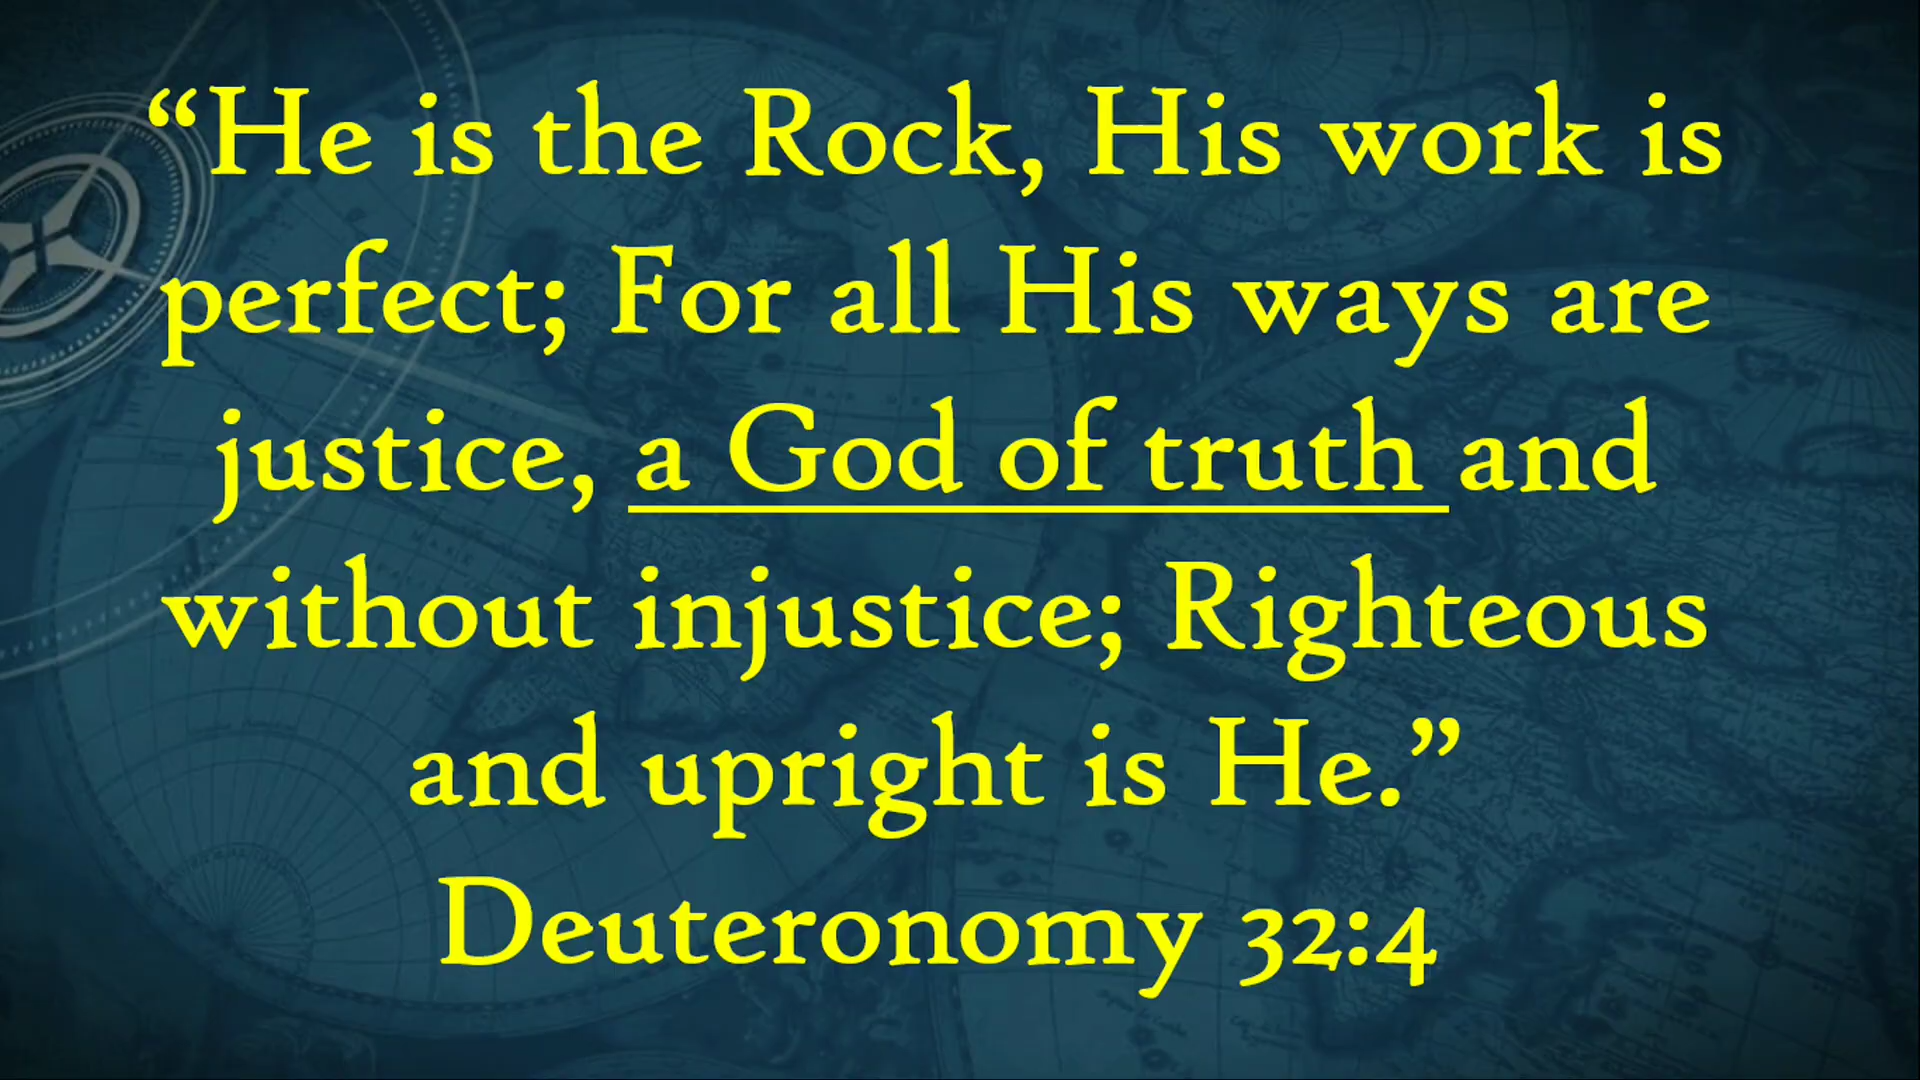 “He is the Rock, His work is
perfect; For all His ways are
justice, a God of truth and
without injustice; Righteous
and upright is He.”
Deuteronomy 32:4